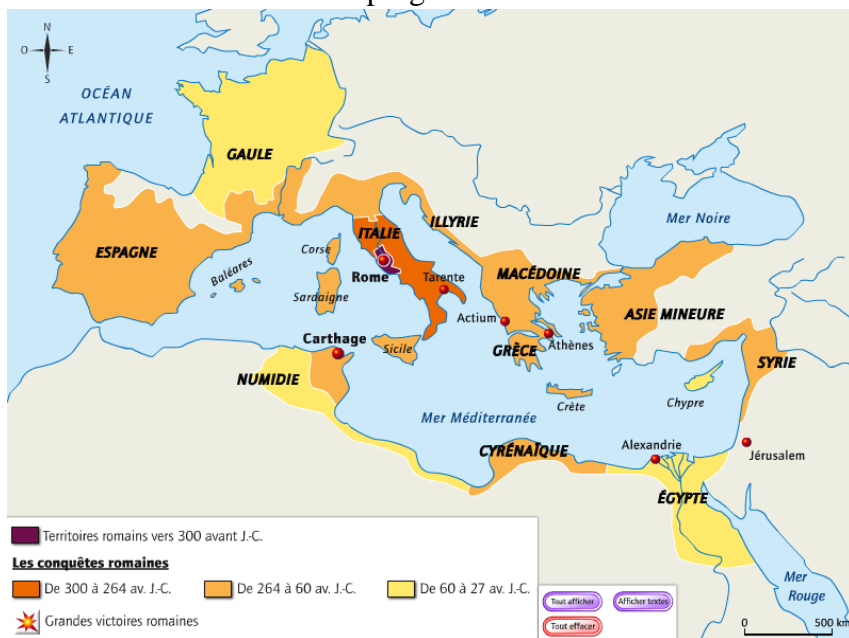 N
O
E
S
OCÉAN
ATLANTIQUE
GAULE
ESPAGNE
Baléares
Corse
Sardaigne
ITALIE
Rome
Tarente
ILLYRIE
MACÉDOINE
Actium
GRÈCE
Athènes
Mer Noire
ASIE MINEURE
SYRIE
Carthage
Sicile
NUMIDIE
Crète
Chypre
Mer Méditerranée
CYRÉNAÏQUE
Alexandrie
Jérusalem
ÉGYPTE
Mer
Rouge
Territoires romains vers 300 avant J.-C.
Les conquêtes romaines
De 300 à 264 av. J.-C.
De 264 à 60 av. J.-C.
De 60 à 27 av. J.-C.
Grandes victoires romaines
Tout afficher
Afficher textes
Tout effacer
0
500 km